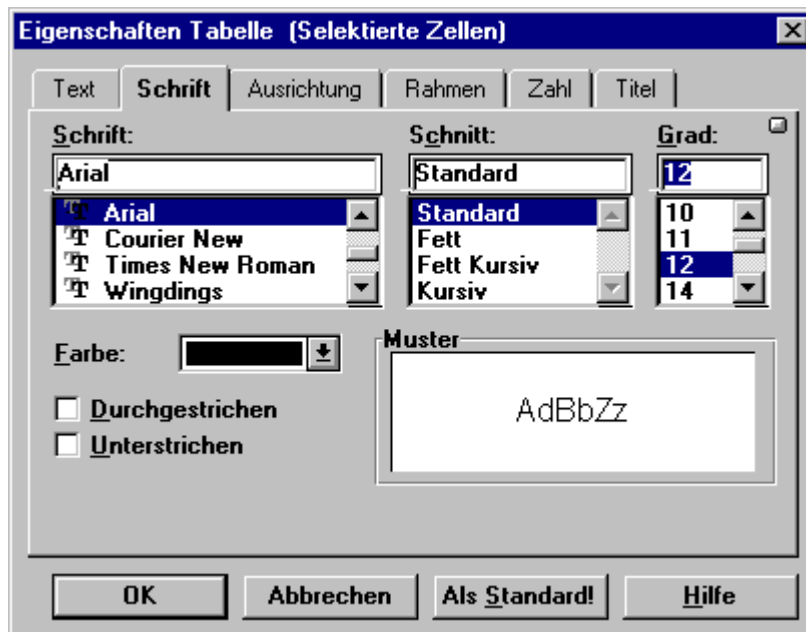 Eigenschaften Tabelle (Selektierte Zellen)
Text Schrift Ausrichtung Rahmen Zahl Titel
Schrift: Schnitt: Grad:
Arial Standard 12
Arial Standard 10
Courier New Fett 11
Times New Roman Fett Kursiv 12
Wingdings Kursiv 14
Farbe: Muster
AdBbZz
Durchgestrichen
Unterstrichen
OK Abbrechen Als Standard! Hilfe